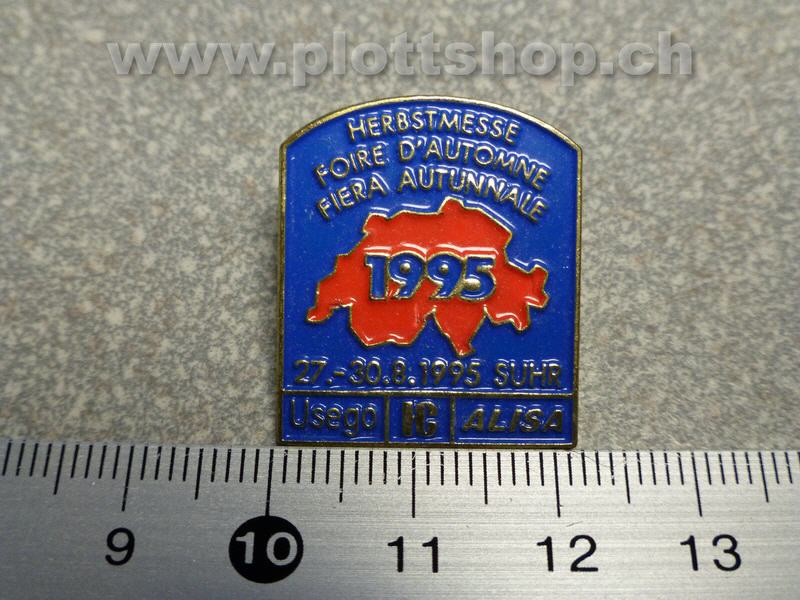 www.plottshop.ch
HERBSTMESSE
FOIRE D'AUTOMNE
FIERA AUTUNNALE
1995
27.-30.8.1995 SUHR
Usego IC ALISA
9 10 11 12 13